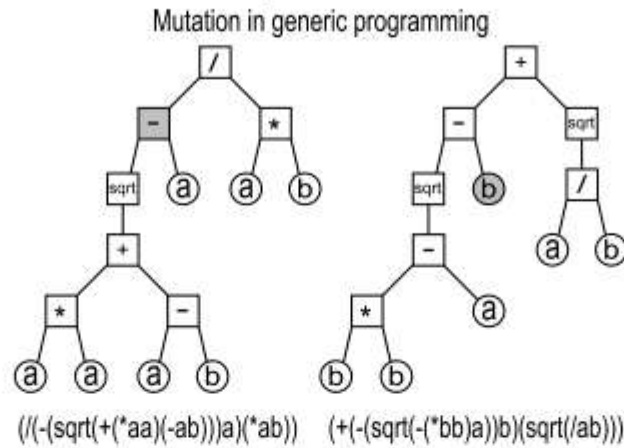 Mutation in generic programming
/ +
- * - sqrt
sqrt a a b sqrt b /
+ - a b
* - * a
a a a b b b
(/(-(sqrt(+(*aa)(-ab)))a)(*ab)) (+(-(sqrt(-(*bb)a))b)(sqrt(/ab)))